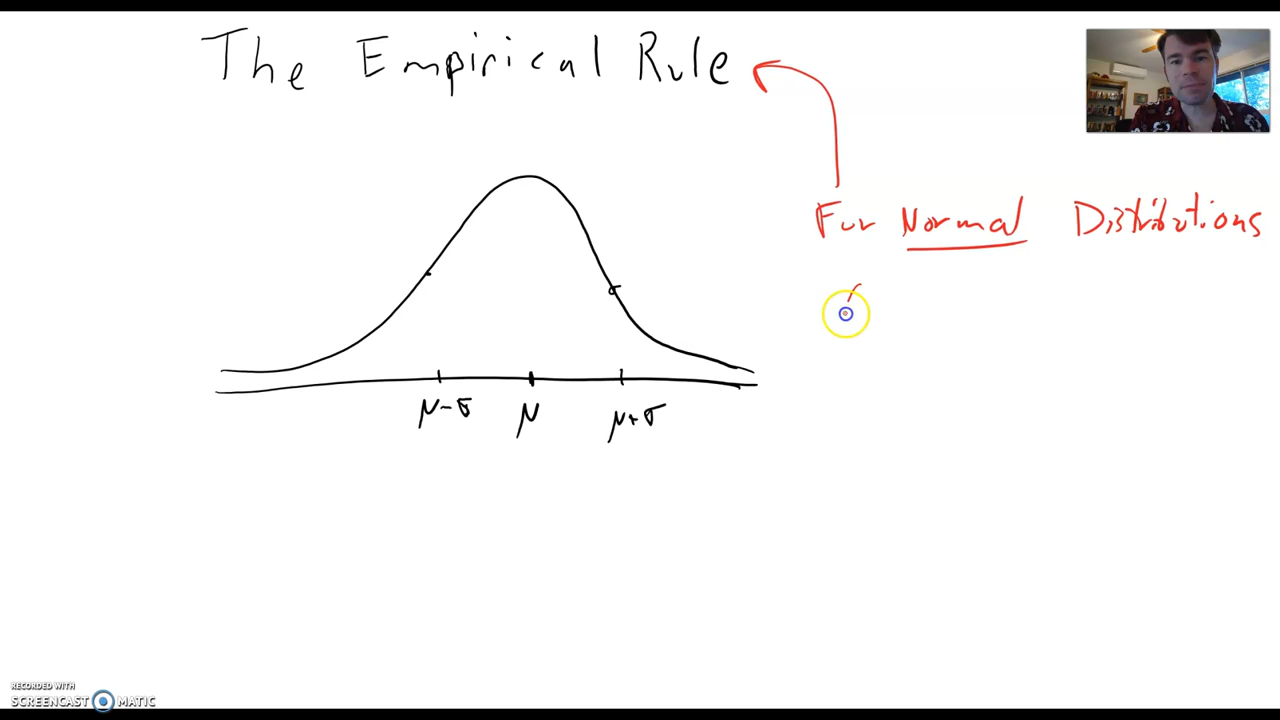 The Empirical Rule
For Normal Distributions
μ-σ μ μ+σ
RECORDED WITH
SCREENCAST MATIC